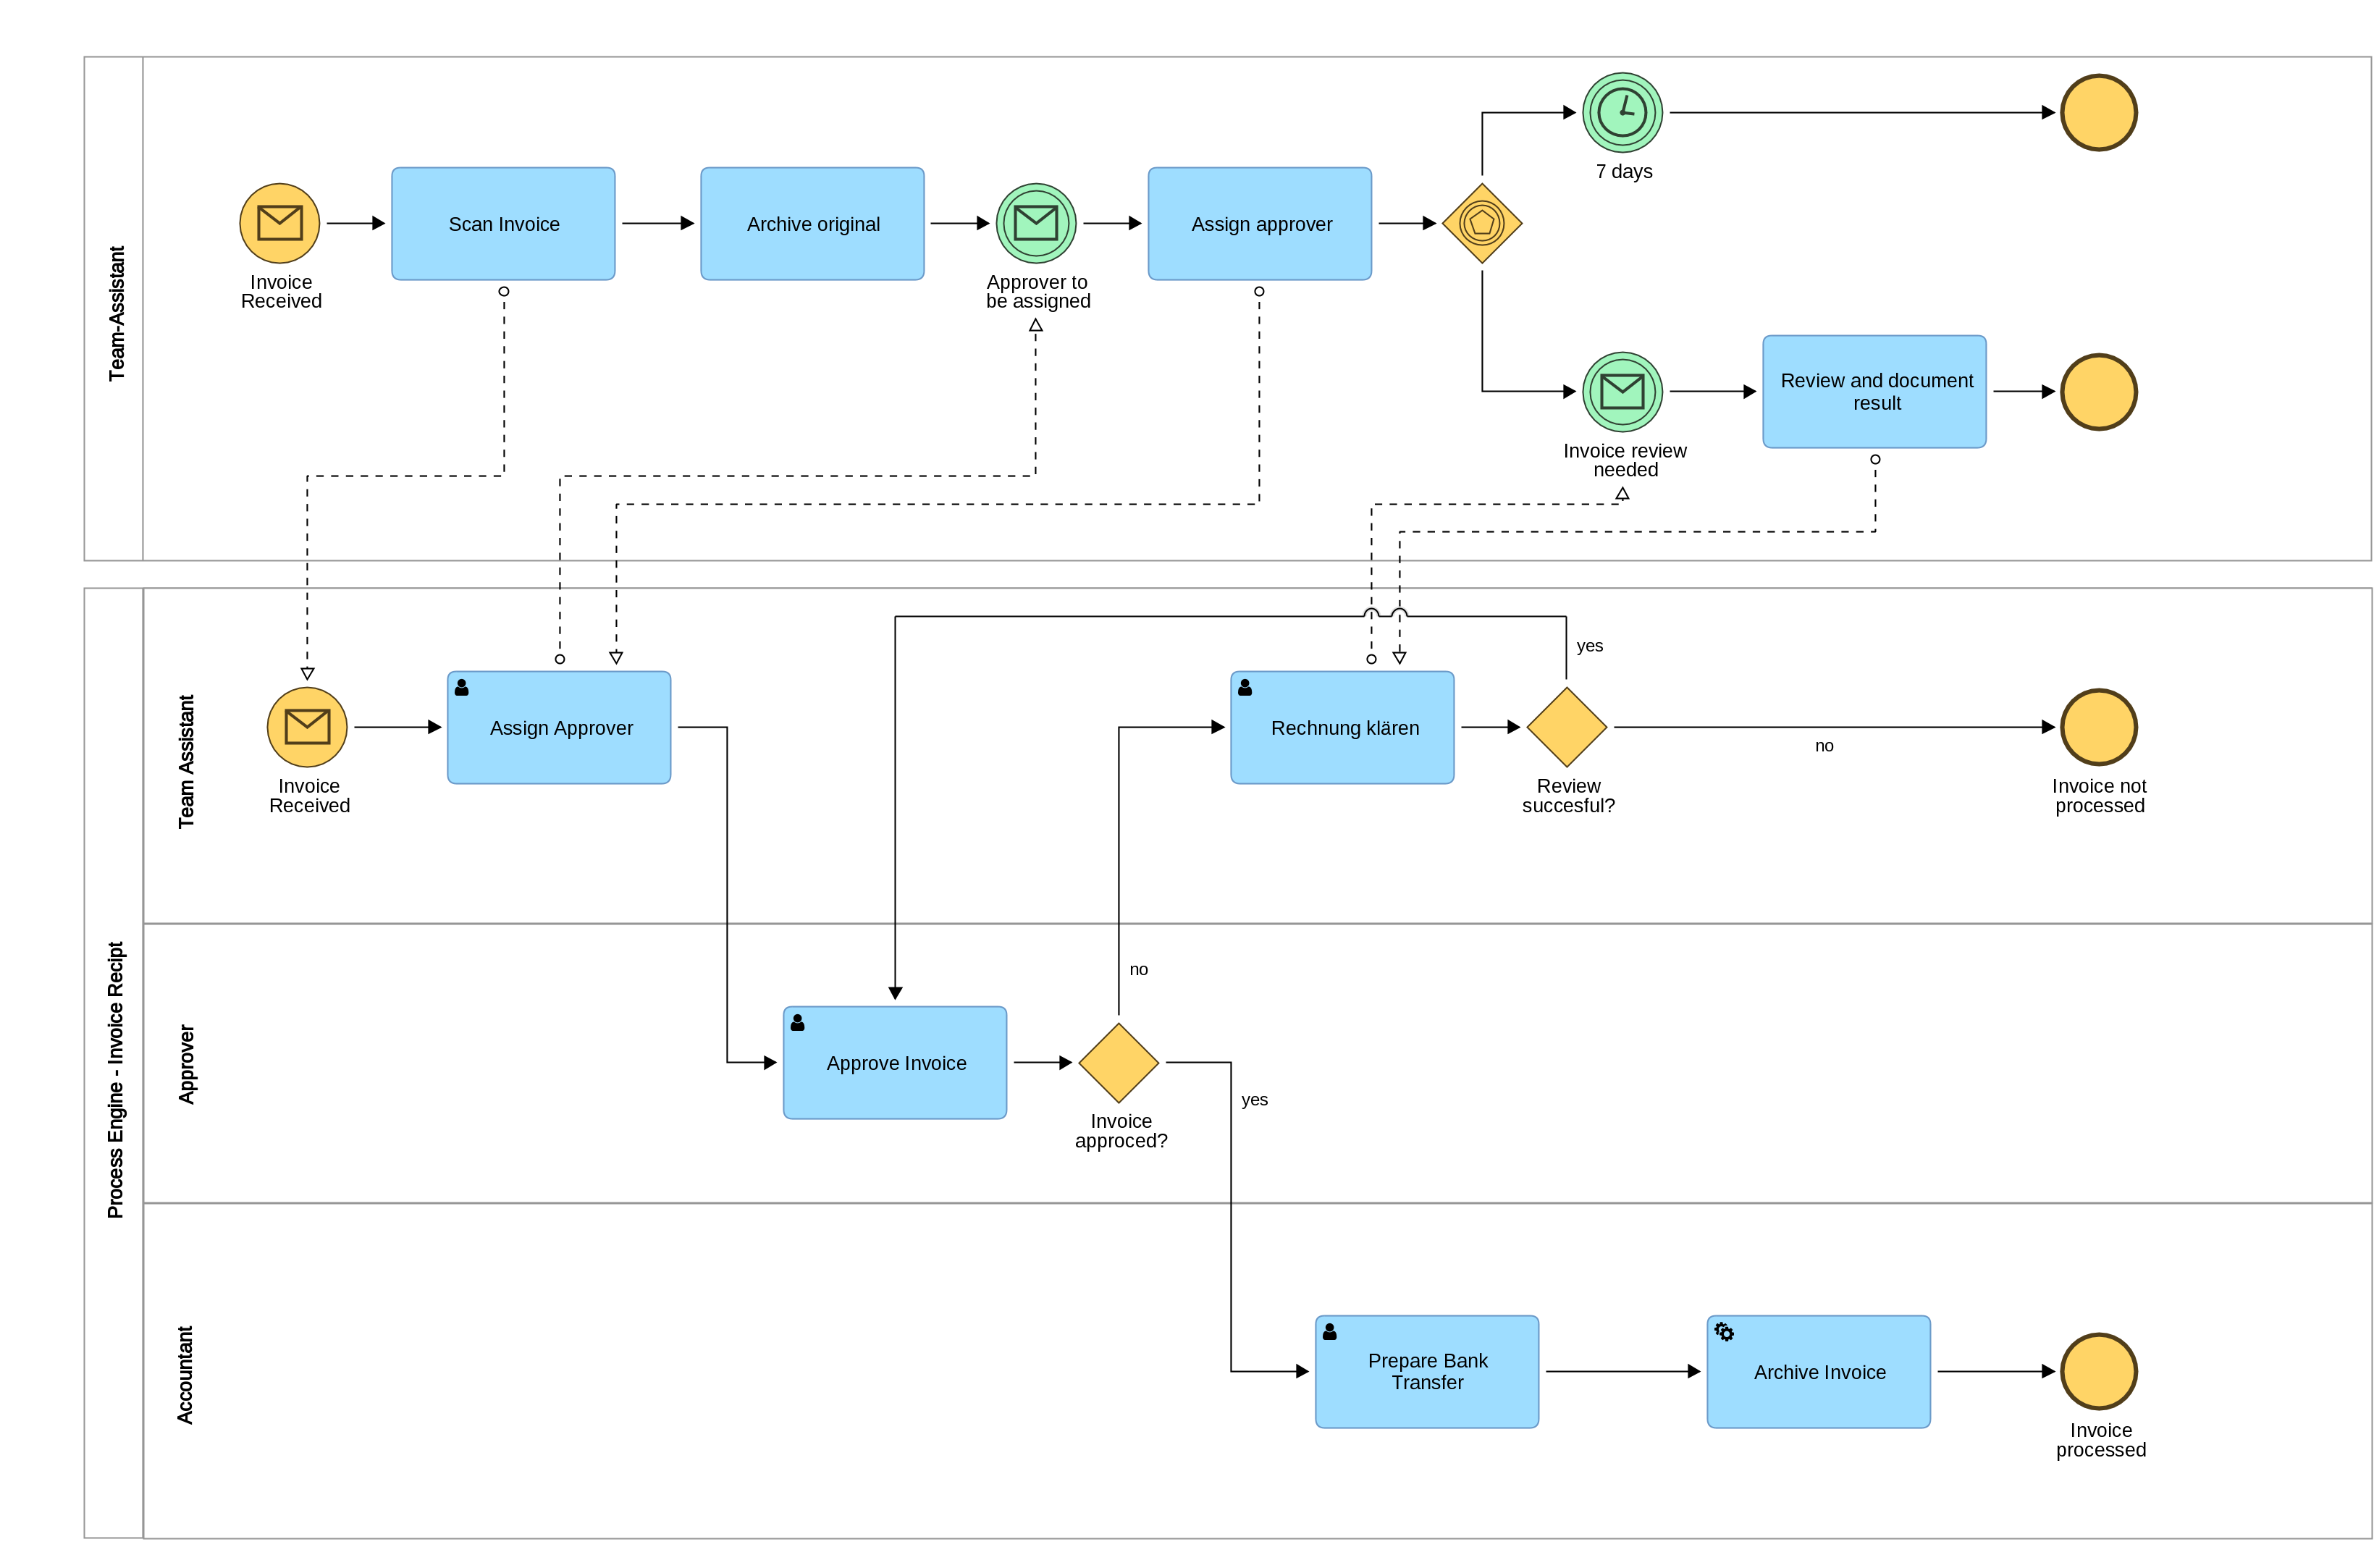 Team-Assistant
7 days
Scan Invoice
Archive original
Assign approver
Invoice
Received
Approver to
be assigned
Review and document
result
Invoice review
needed
Process Engine - Invoice Recipt
Team Assistant
yes
Assign Approver
Rechnung klären
no
Invoice
Received
Review
succesful?
Invoice not
processed
Approver
no
Approve Invoice
yes
Invoice
approced?
Accountant
Prepare Bank
Transfer
Archive Invoice
Invoice
processed